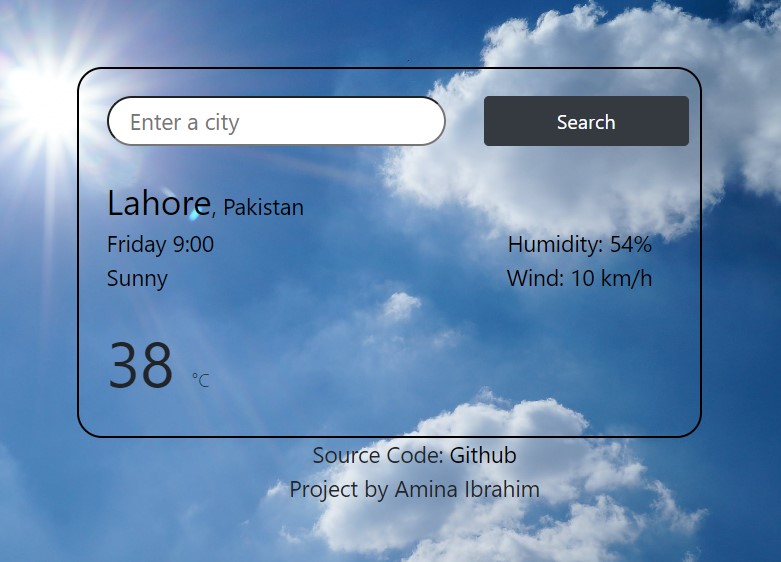 Enter a city
Search
Lahore, Pakistan
Friday 9:00
Humidity: 54%
Sunny
Wind: 10 km/h
38 °C
Source Code: Github
Project by Amina Ibrahim